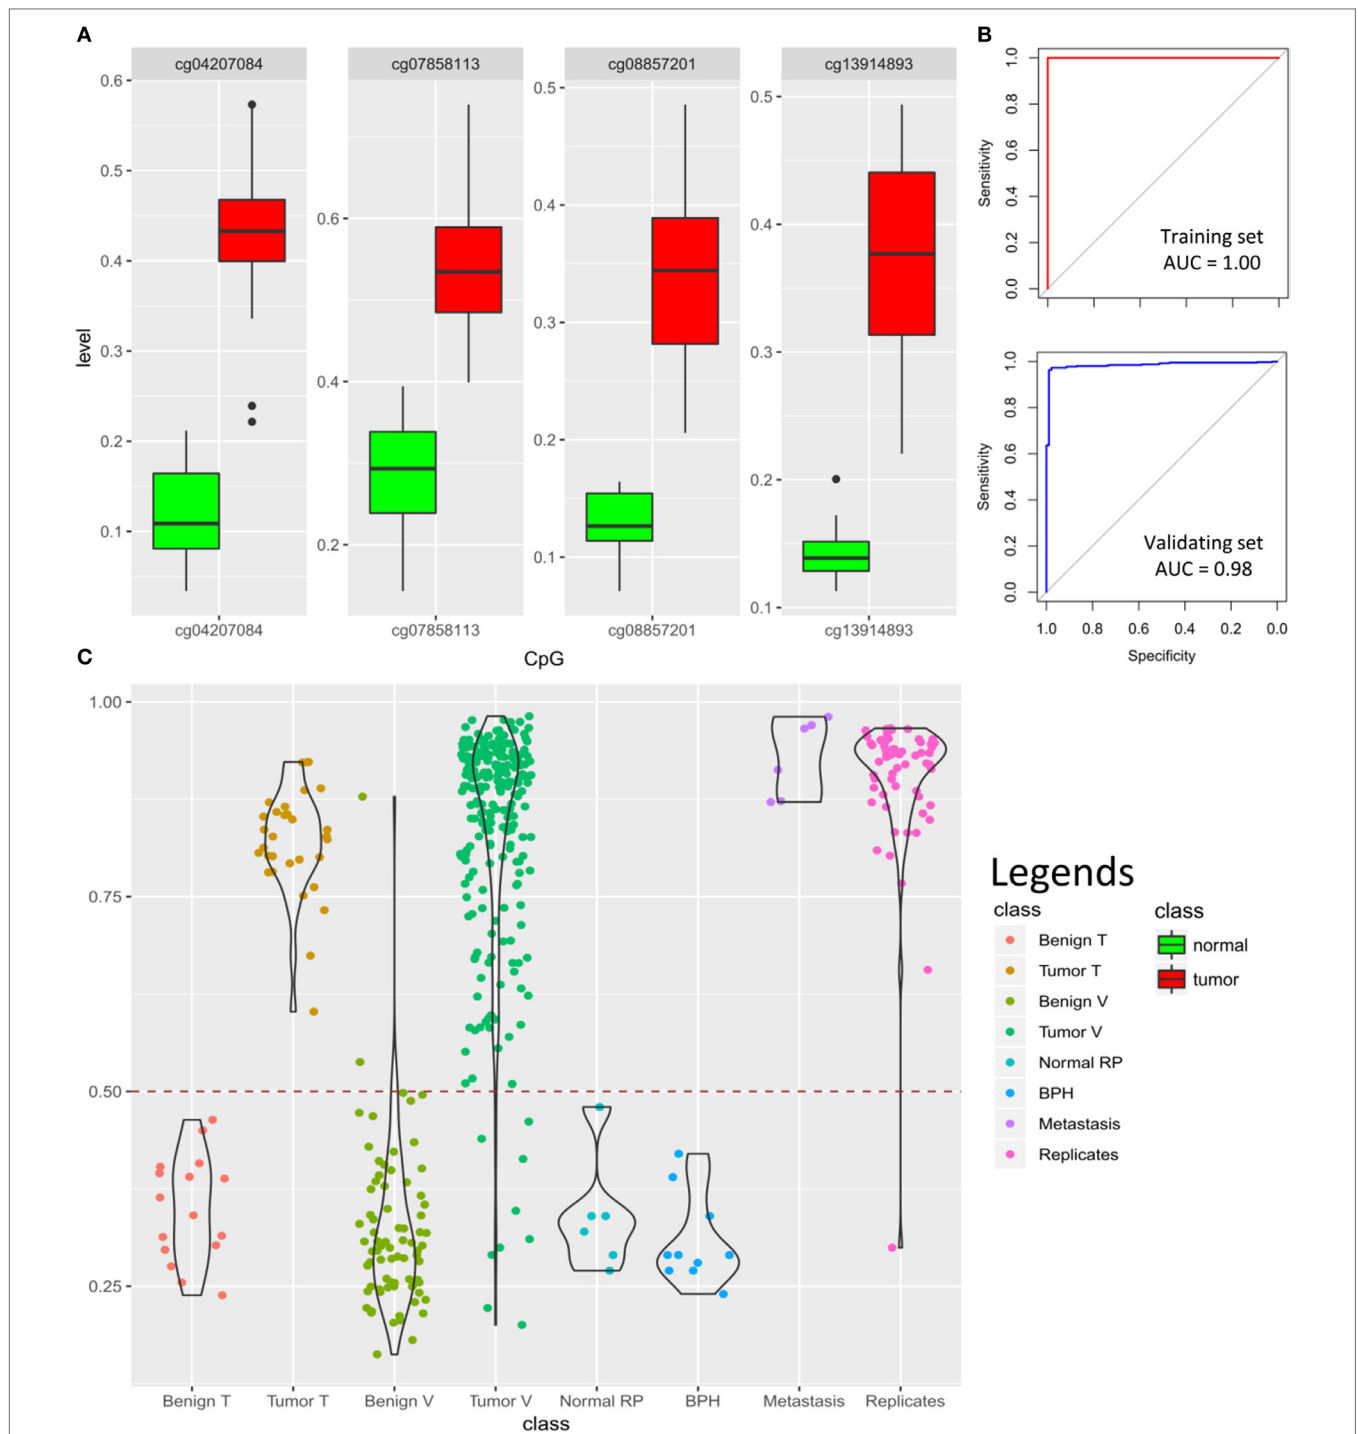 A
cg04207084
cg07858113
cg08857201
cg13914893
level
0.6
0.5
0.4
0.3
0.2
0.1
0.6
0.4
0.2
0.5
0.4
0.3
0.2
0.1
0.5
0.4
0.3
0.2
0.1
cg04207084
cg07858113
cg08857201
cg13914893
CpG
B
Sensitivity
1.0
0.8
0.6
0.4
0.2
0.0
Training set
AUC = 1.00
Sensitivity
1.0
0.8
0.6
0.4
0.2
0.0
Validating set
AUC = 0.98
1.0 0.8 0.6 0.4 0.2 0.0
Specificity
C
1.00
0.75
0.50
0.25
Benign T Tumor T Benign V Tumor V Normal RP BPH Metastasis Replicates
class
Legends
class
Benign T
Tumor T
Benign V
Tumor V
Normal RP
BPH
Metastasis
Replicates
class
normal
tumor